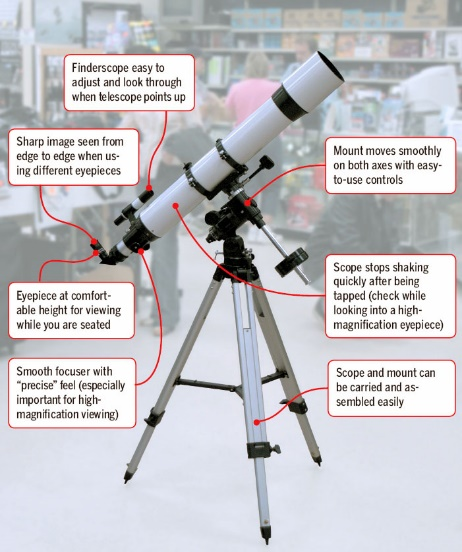 Finderscope easy to
adjust and look through
when telescope points up
Sharp image seen from
edge to edge when us-
ing different eyepieces
Mount moves smoothly
on both axes with easy-
to-use controls
Eyepiece at comfort-
able height for viewing
while you are seated
Scope stops shaking
quickly after being
tapped (check while
looking into a high-
magnification eyepiece)
Smooth focuser with
“precise” feel (especially
important for high-
magnification viewing)
Scope and mount can
be carried and as-
sembled easily